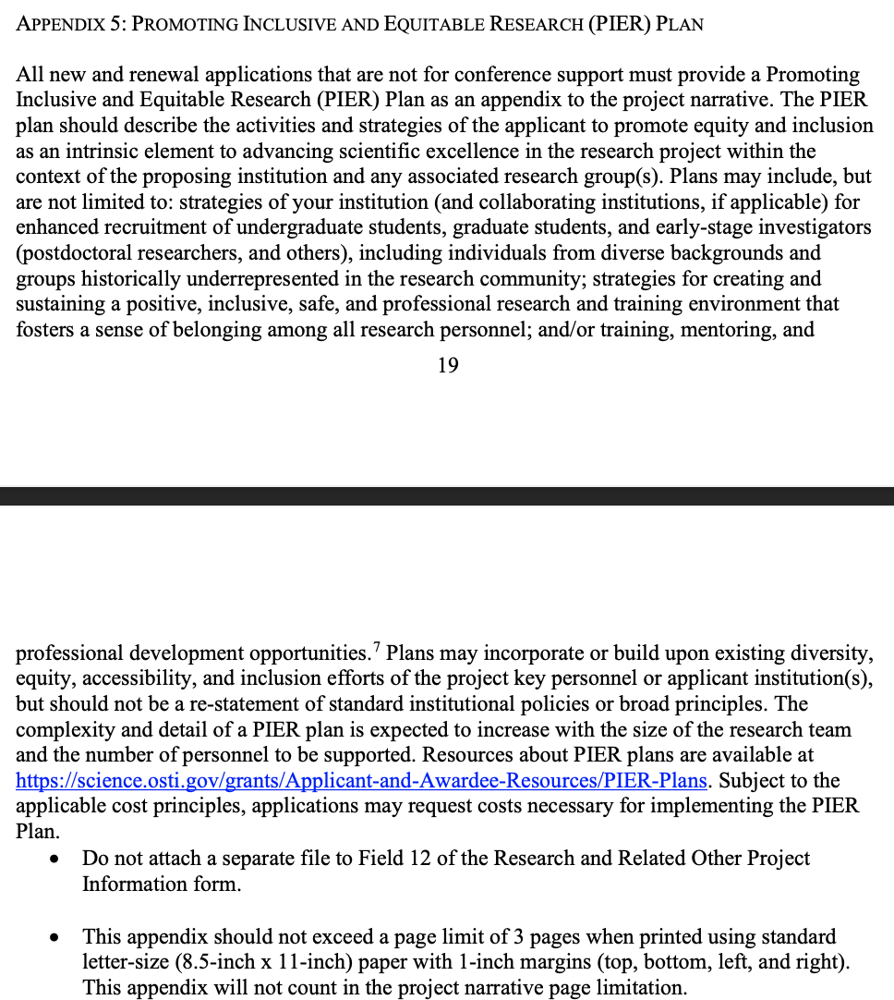 APPENDIX 5: PROMOTING INCLUSIVE AND EQUITABLE RESEARCH (PIER) PLAN
All new and renewal applications that are not for conference support must provide a Promoting
Inclusive and Equitable Research (PIER) Plan as an appendix to the project narrative. The PIER
plan should describe the activities and strategies of the applicant to promote equity and inclusion
as an intrinsic element to advancing scientific excellence in the research project within the
context of the proposing institution and any associated research group(s). Plans may include, but
are not limited to: strategies of your institution (and collaborating institutions, if applicable) for
enhanced recruitment of undergraduate students, graduate students, and early-stage investigators
(postdoctoral researchers, and others), including individuals from diverse backgrounds and
groups historically underrepresented in the research community; strategies for creating and
sustaining a positive, inclusive, safe, and professional research and training environment that
fosters a sense of belonging among all research personnel; and/or training, mentoring, and
19
professional development opportunities.7 Plans may incorporate or build upon existing diversity,
equity, accessibility, and inclusion efforts of the project key personnel or applicant institution(s),
but should not be a re-statement of standard institutional policies or broad principles. The
complexity and detail of a PIER plan is expected to increase with the size of the research team
and the number of personnel to be supported. Resources about PIER plans are available at
https://science.osti.gov/grants/Applicant-and-Awardee-Resources/PIER-Plans. Subject to the
applicable cost principles, applications may request costs necessary for implementing the PIER
Plan.
• Do not attach a separate file to Field 12 of the Research and Related Other Project
Information form.
• This appendix should not exceed a page limit of 3 pages when printed using standard
letter-size (8.5-inch x 11-inch) paper with 1-inch margins (top, bottom, left, and right).
This appendix will not count in the project narrative page limitation.